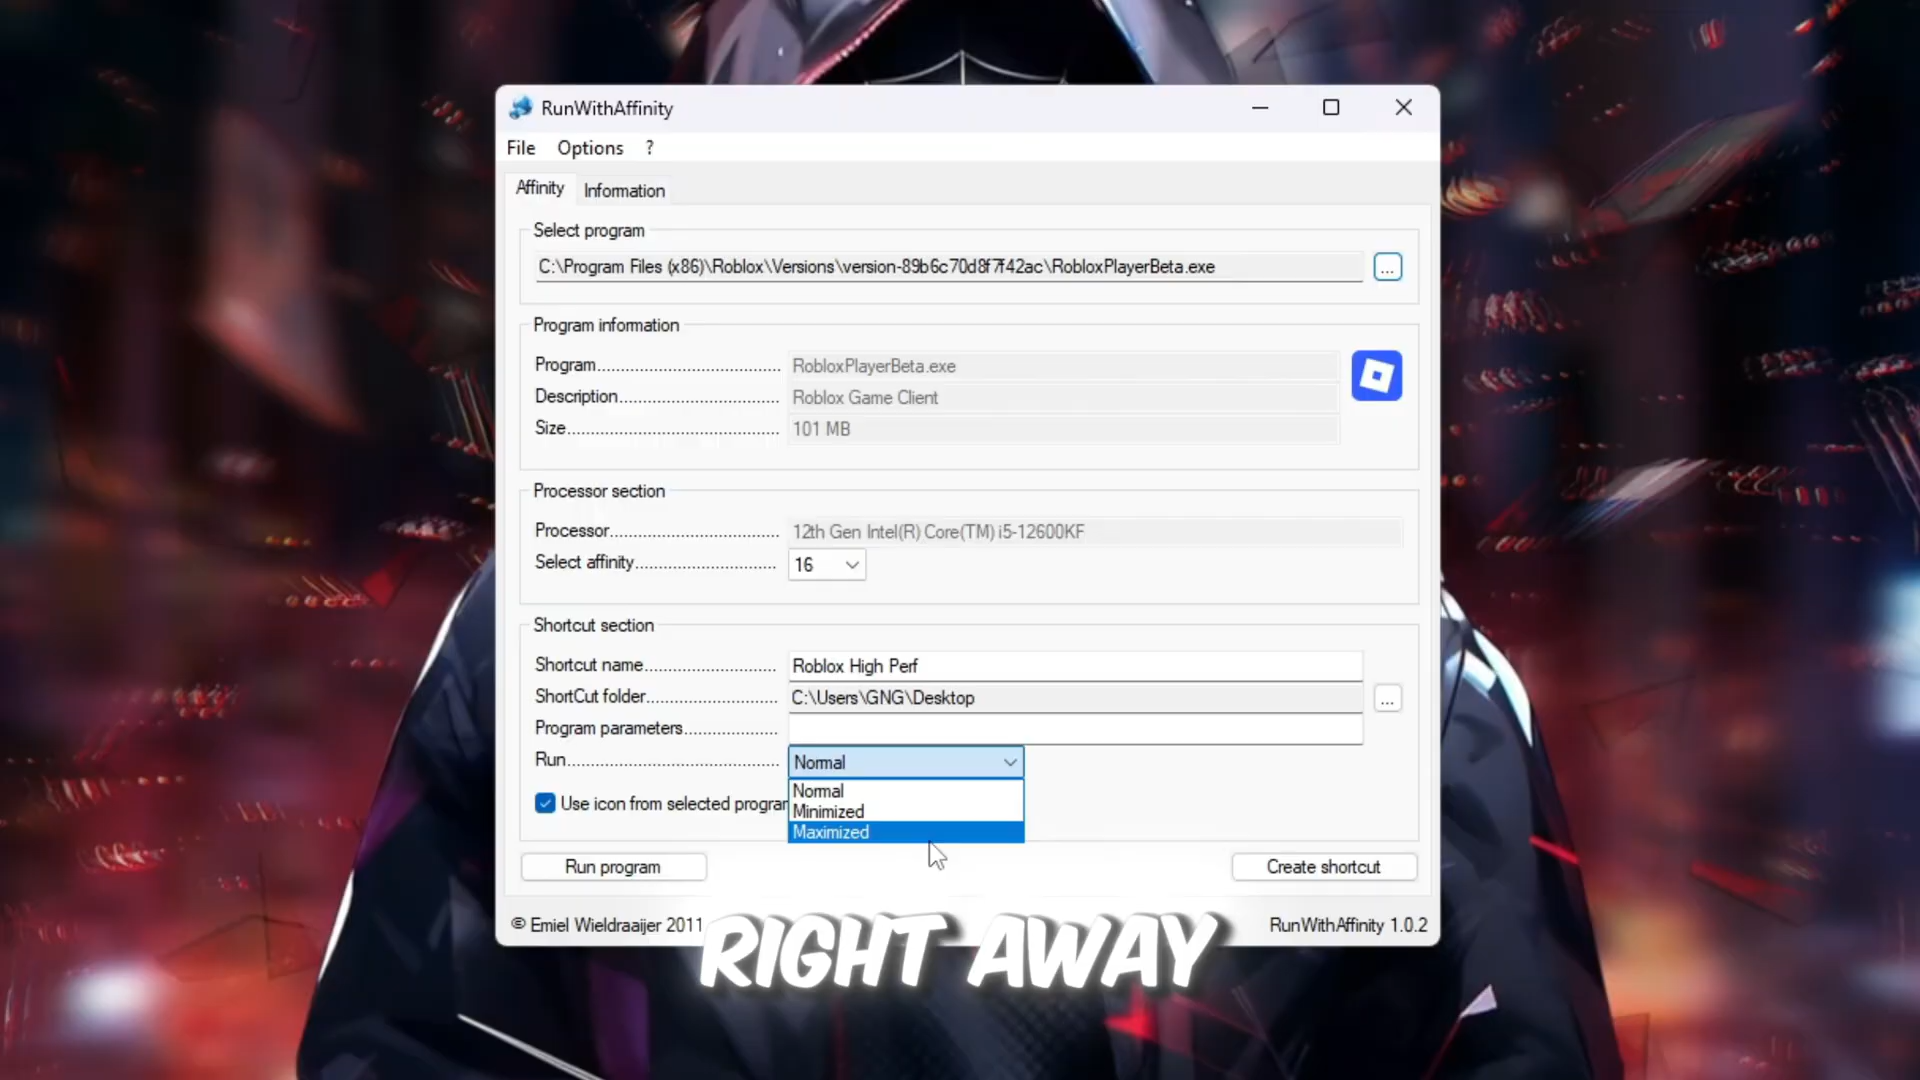 RunWithAffinity
File Options ?
Affinity Information
Select program
C:\Program Files (x86)\Roblox\Versions\version-89b6c70d8f7f42ac\RobloxPlayerBeta.exe ...
Program information
Program.................................. RobloxPlayerBeta.exe
Description............................. Roblox Game Client
Size....................................... 101 MB
Processor section
Processor............................... 12th Gen Intel(R) Core(TM) i5-12600KF
Select affinity.......................... 16
Shortcut section
Shortcut name........................ Roblox High Perf
ShortCut folder........................ C:\Users\GNG\Desktop ...
Program parameters.................
Run....................................... Normal
Normal
Use icon from selected program
Minimized
Maximized
Run program Create shortcut
© Emiel Wieldraaijer 2011 RunWithAffinity 1.0.2
RIGHT AWAY